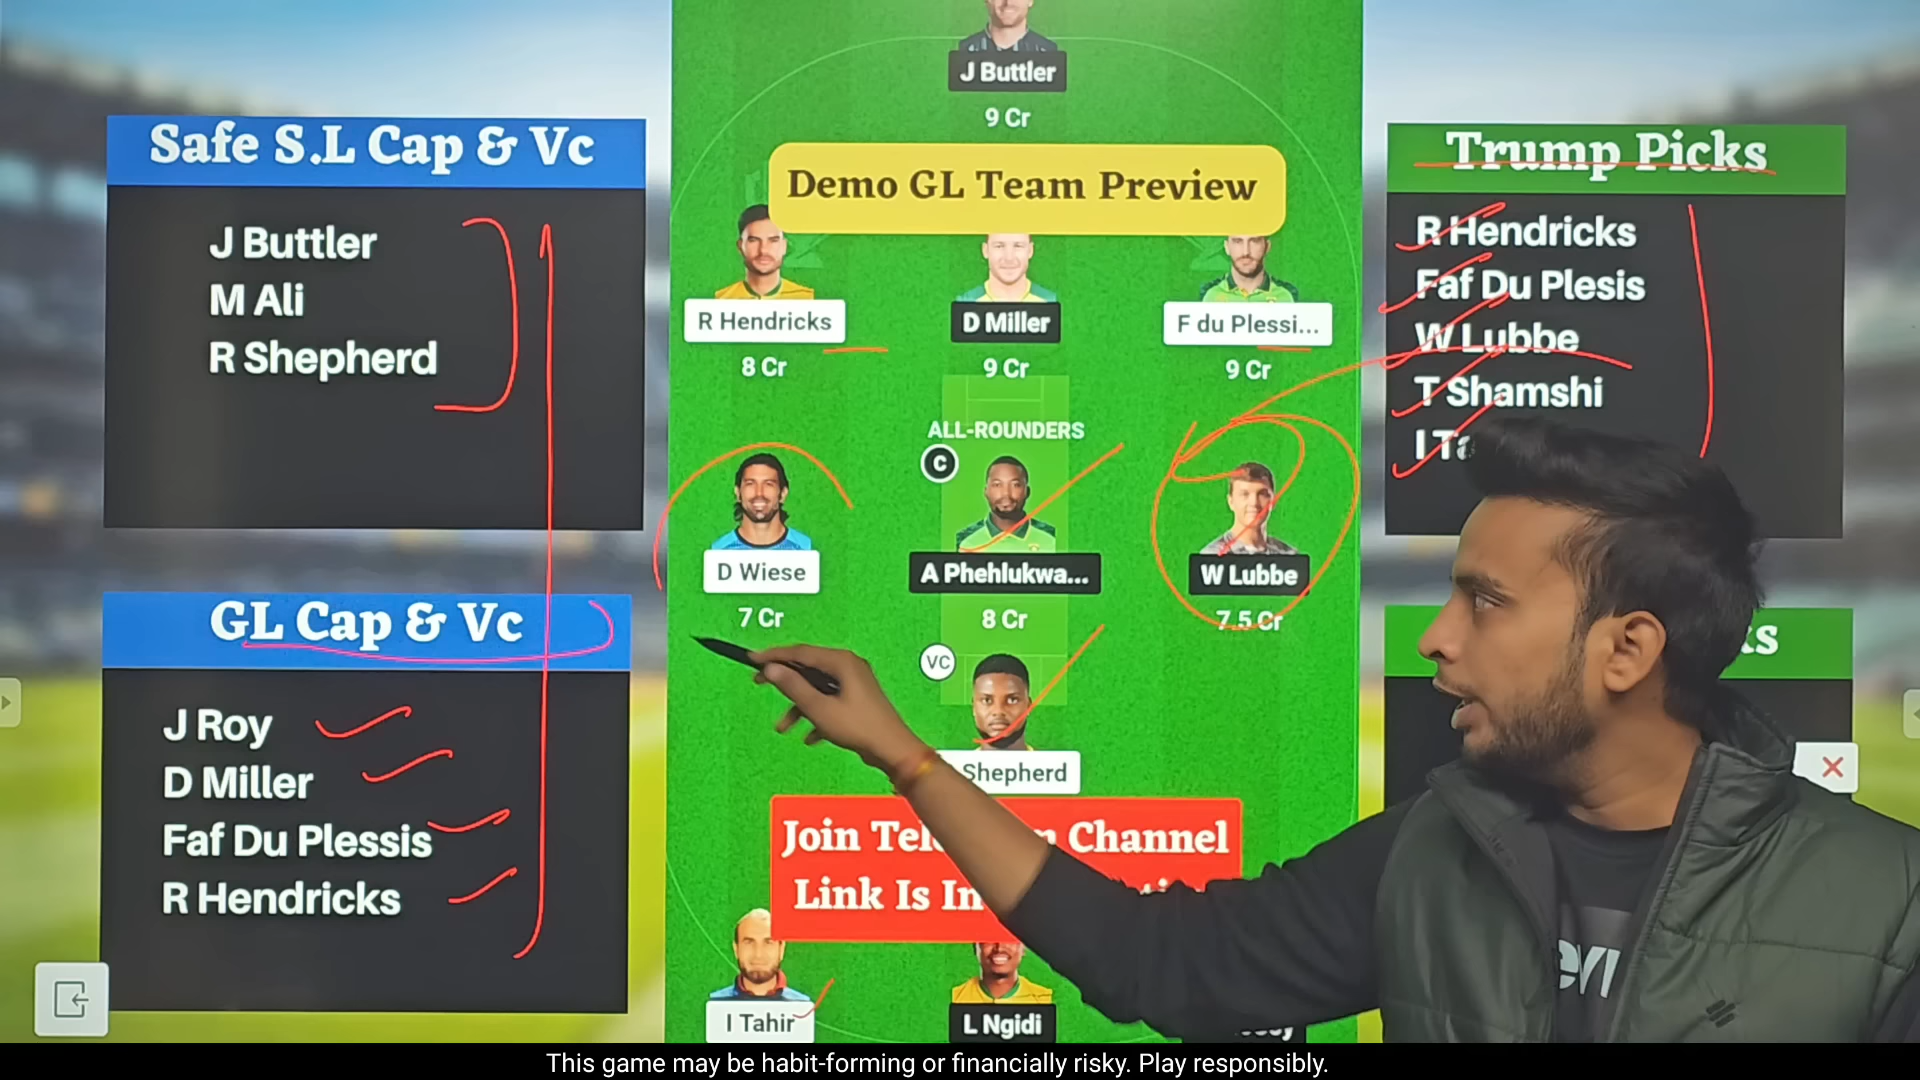 J Buttler
9 Cr
Safe S.L Cap & Vc
J Buttler
M Ali
R Shepherd
Demo GL Team Preview
Trump Picks
R Hendricks
Faf Du Plesis
W Lubbe
T Shamshi
R Hendricks
8 Cr
D Miller
9 Cr
F du Plessi...
9 Cr
ALL-ROUNDERS
C
D Wiese
7 Cr
A Phehlukwa...
8 Cr
W Lubbe
7.5 Cr
VC
Shepherd
GL Cap & Vc
J Roy
D Miller
Faf Du Plessis
R Hendricks
Join Channel
Link Is In
I Tahir
L Ngidi
This game may be habit-forming or financially risky. Play responsibly.